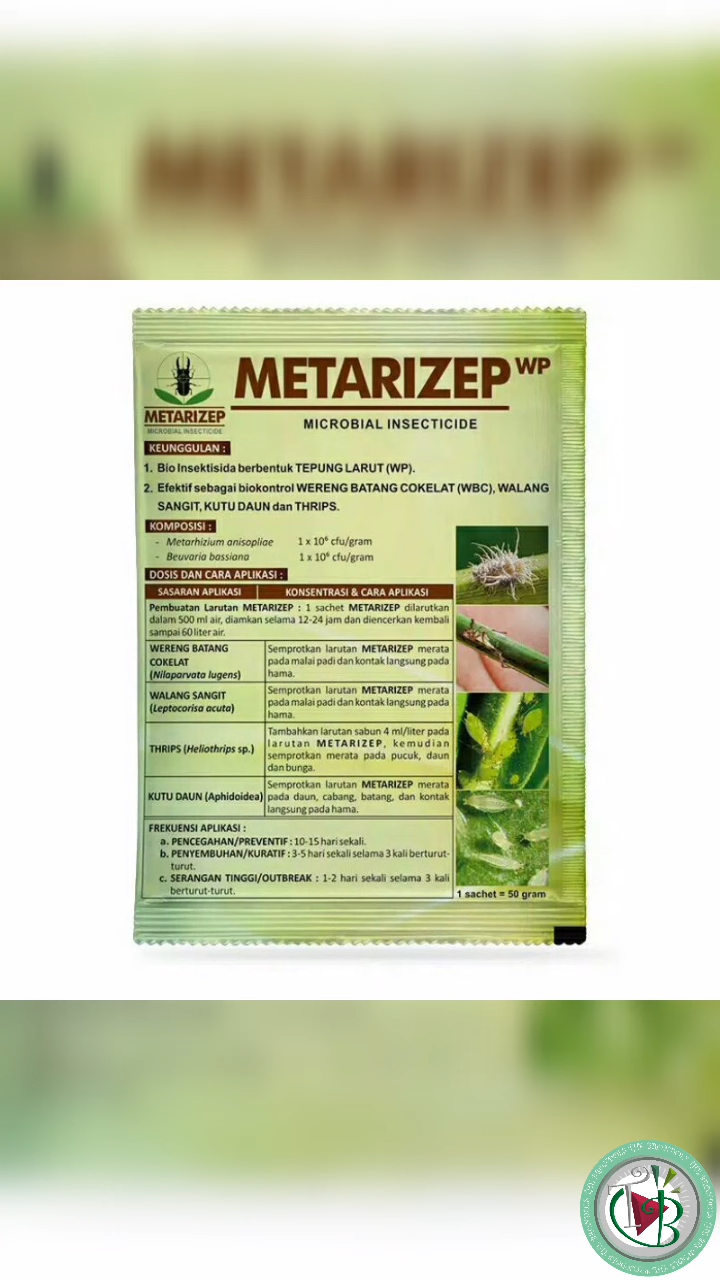 METARIZEP WP
METARIZEP
MICROBIAL INSECTICIDE
MICROBIAL INSECTICIDE
KEUNGGULAN :
1. Bio Insektisida berbentuk TEPUNG LARUT (WP).
2. Efektif sebagai biokontrol WERENG BATANG COKELAT (WBC), WALANG
SANGIT, KUTU DAUN dan THRIPS.
KOMPOSISI :
- Metarhizium anisopliae 1 x 10⁶ cfu/gram
- Beuvaria bassiana 1 x 10⁶ cfu/gram
DOSIS DAN CARA APLIKASI :
SASARAN APLIKASI KONSENTRASI & CARA APLIKASI
Pembuatan Larutan METARIZEP : 1 sachet METARIZEP dilarutkan
dalam 500 ml air, diamkan selama 12-24 jam dan diencerkan kembali
sampai 60 liter air.
WERENG BATANG
COKELAT
(Nilaparvata lugens)
Semprotkan larutan METARIZEP merata
pada malai padi dan kontak langsung pada
hama.
WALANG SANGIT
(Leptocorisa acuta)
Semprotkan larutan METARIZEP merata
pada malai padi dan kontak langsung pada
hama.
THRIPS (Heliothrips sp.)
Tambahkan larutan sabun 4 ml/liter pada
larutan METARIZEP, kemudian
semprotkan merata pada pucuk, daun
dan bunga.
KUTU DAUN (Aphidoidea)
Semprotkan larutan METARIZEP merata
pada daun, cabang, batang, dan kontak
langsung pada hama.
FREKUENSI APLIKASI :
a. PENCEGAHAN/PREVENTIF : 10-15 hari sekali.
b. PENYEMBUHAN/KURATIF : 3-5 hari sekali selama 3 kali berturut-
turut.
c. SERANGAN TINGGI/OUTBREAK : 1-2 hari sekali selama 3 kali
berturut-turut.
1 sachet = 50 gram